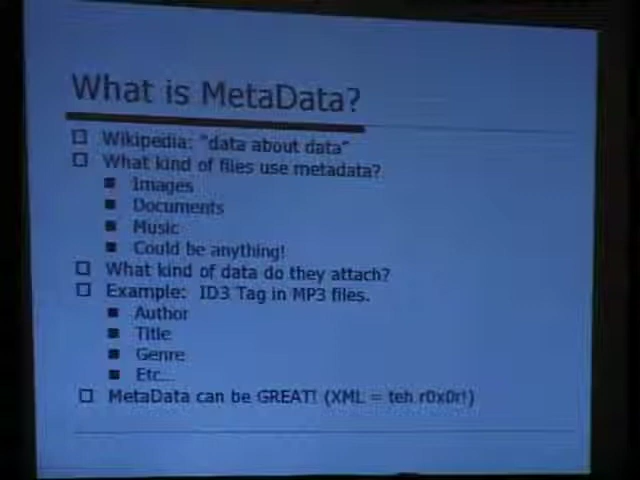 What is MetaData?
Wikipedia: "data about data"
What kind of files use metadata?
Images
Documents
Music
Could be anything!
What kind of data do they attach?
Example: ID3 Tag in MP3 files.
Author
Title
Genre
Etc...
MetaData can be GREAT! (XML = teh r0x0r!)